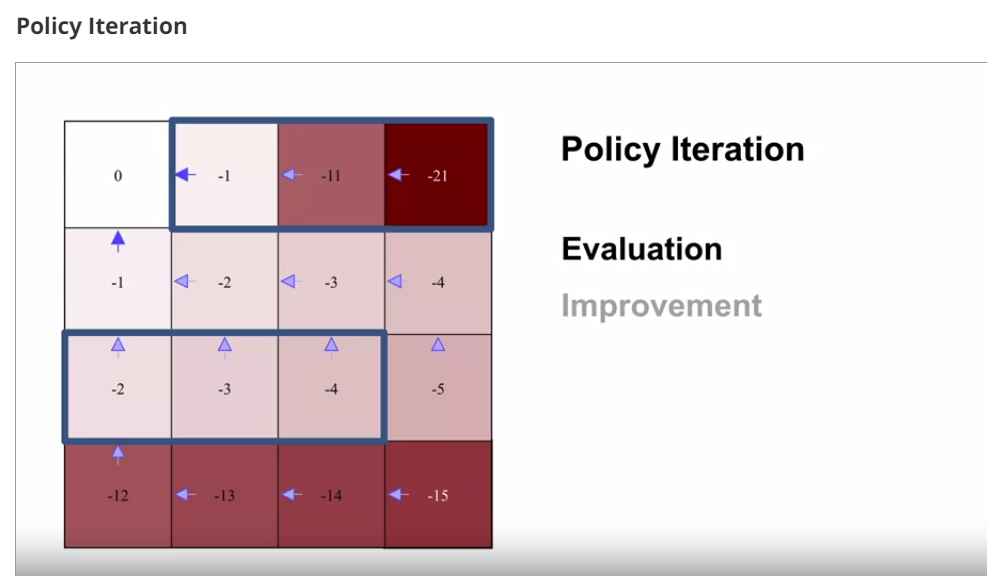 Policy Iteration
0 -1 -11 -21
-1 -2 -3 -4
-2 -3 -4 -5
-12 -13 -14 -15
Policy Iteration
Evaluation
Improvement